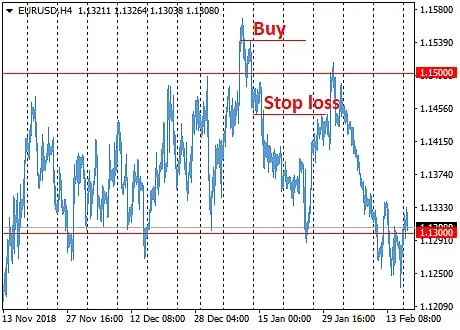 EURUSD,H4 1.13211 1.13264 1.13038 1.13080
1.15800
Buy
1.15390
1.15000
Stop loss
1.14565
1.14150
1.13740
1.13330
1.13000
1.12910
1.12500
1.12090
13 Nov 2018 27 Nov 16:00 12 Dec 08:00 28 Dec 04:00 15 Jan 00:00 29 Jan 16:00 13 Feb 08:00